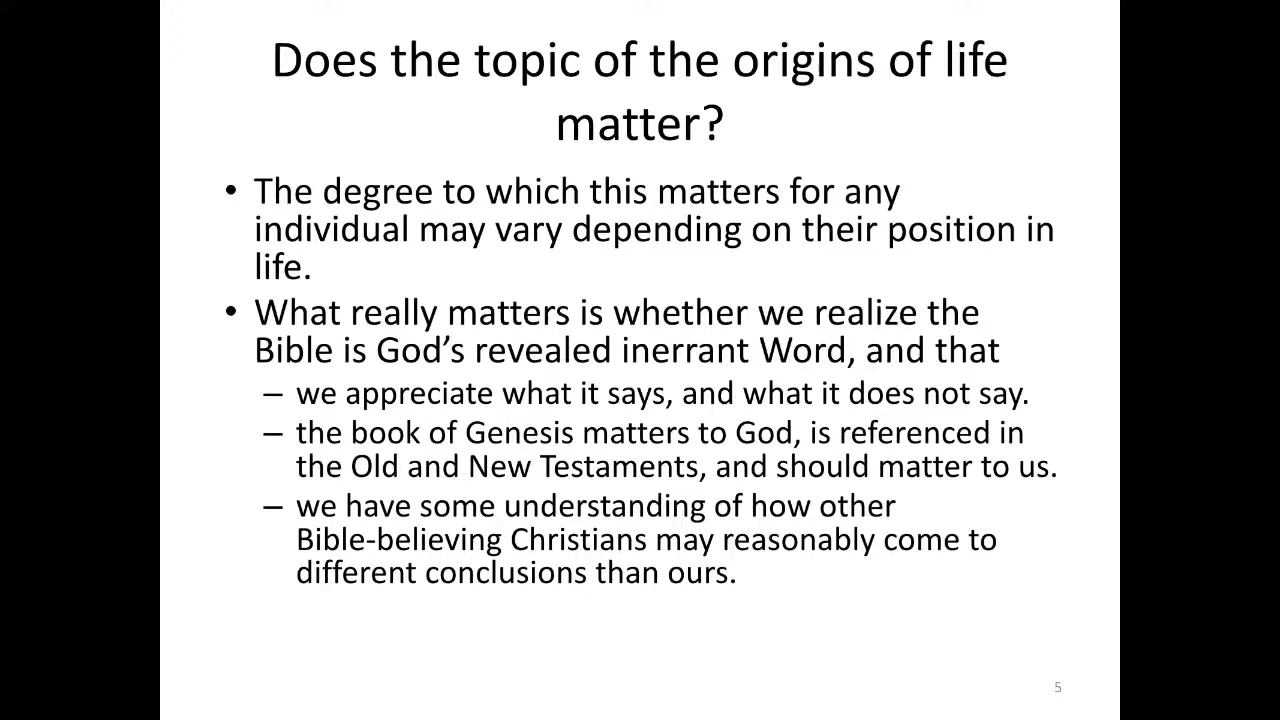 Does the topic of the origins of life
matter?
• The degree to which this matters for any
individual may vary depending on their position in
life.
• What really matters is whether we realize the
Bible is God’s revealed inerrant Word, and that
– we appreciate what it says, and what it does not say.
– the book of Genesis matters to God, is referenced in
the Old and New Testaments, and should matter to us.
– we have some understanding of how other
Bible-believing Christians may reasonably come to
different conclusions than ours.
5